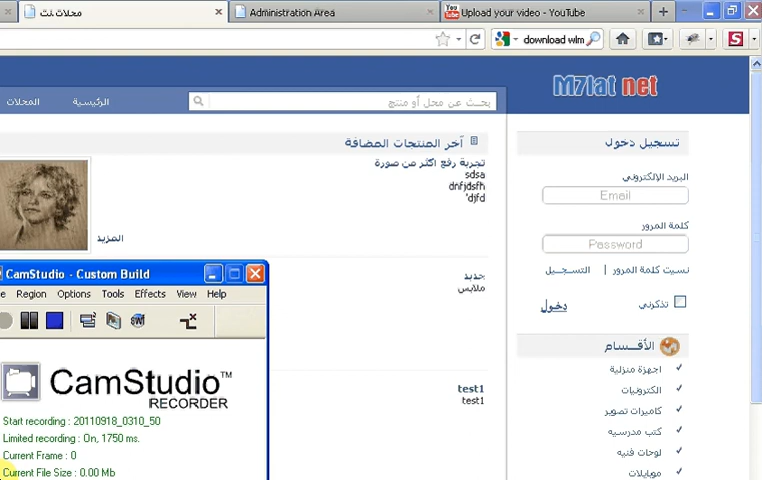 محلات نت
Administration Area
Upload your video - YouTube
download wlm
M7lat net
الرئيسية
المحلات
بحث عن محل أو منتج
آخر المنتجات المضافة
تجربة رفع اكثر من صورة
sdsa
dnfjdsfh
djfd'
المزيد
جديد
ملابس
test1
test1
تسجيل دخول
البريد الإلكتروني
Email
كلمة المرور
Password
نسيت كلمة المرور | التسجيل
تذكرني
دخول
الأقسام
اجهزة منزلية
الكترونيات
كاميرات تصوير
كتب مدرسيه
لوحات فنيه
موبايلات
CamStudio - Custom Build
Region Options Tools Effects View Help
CamStudio™
RECORDER
Start recording : 20110918_0310_50
Limited recording : On, 1750 ms.
Current Frame : 0
Current File Size : 0.00 Mb